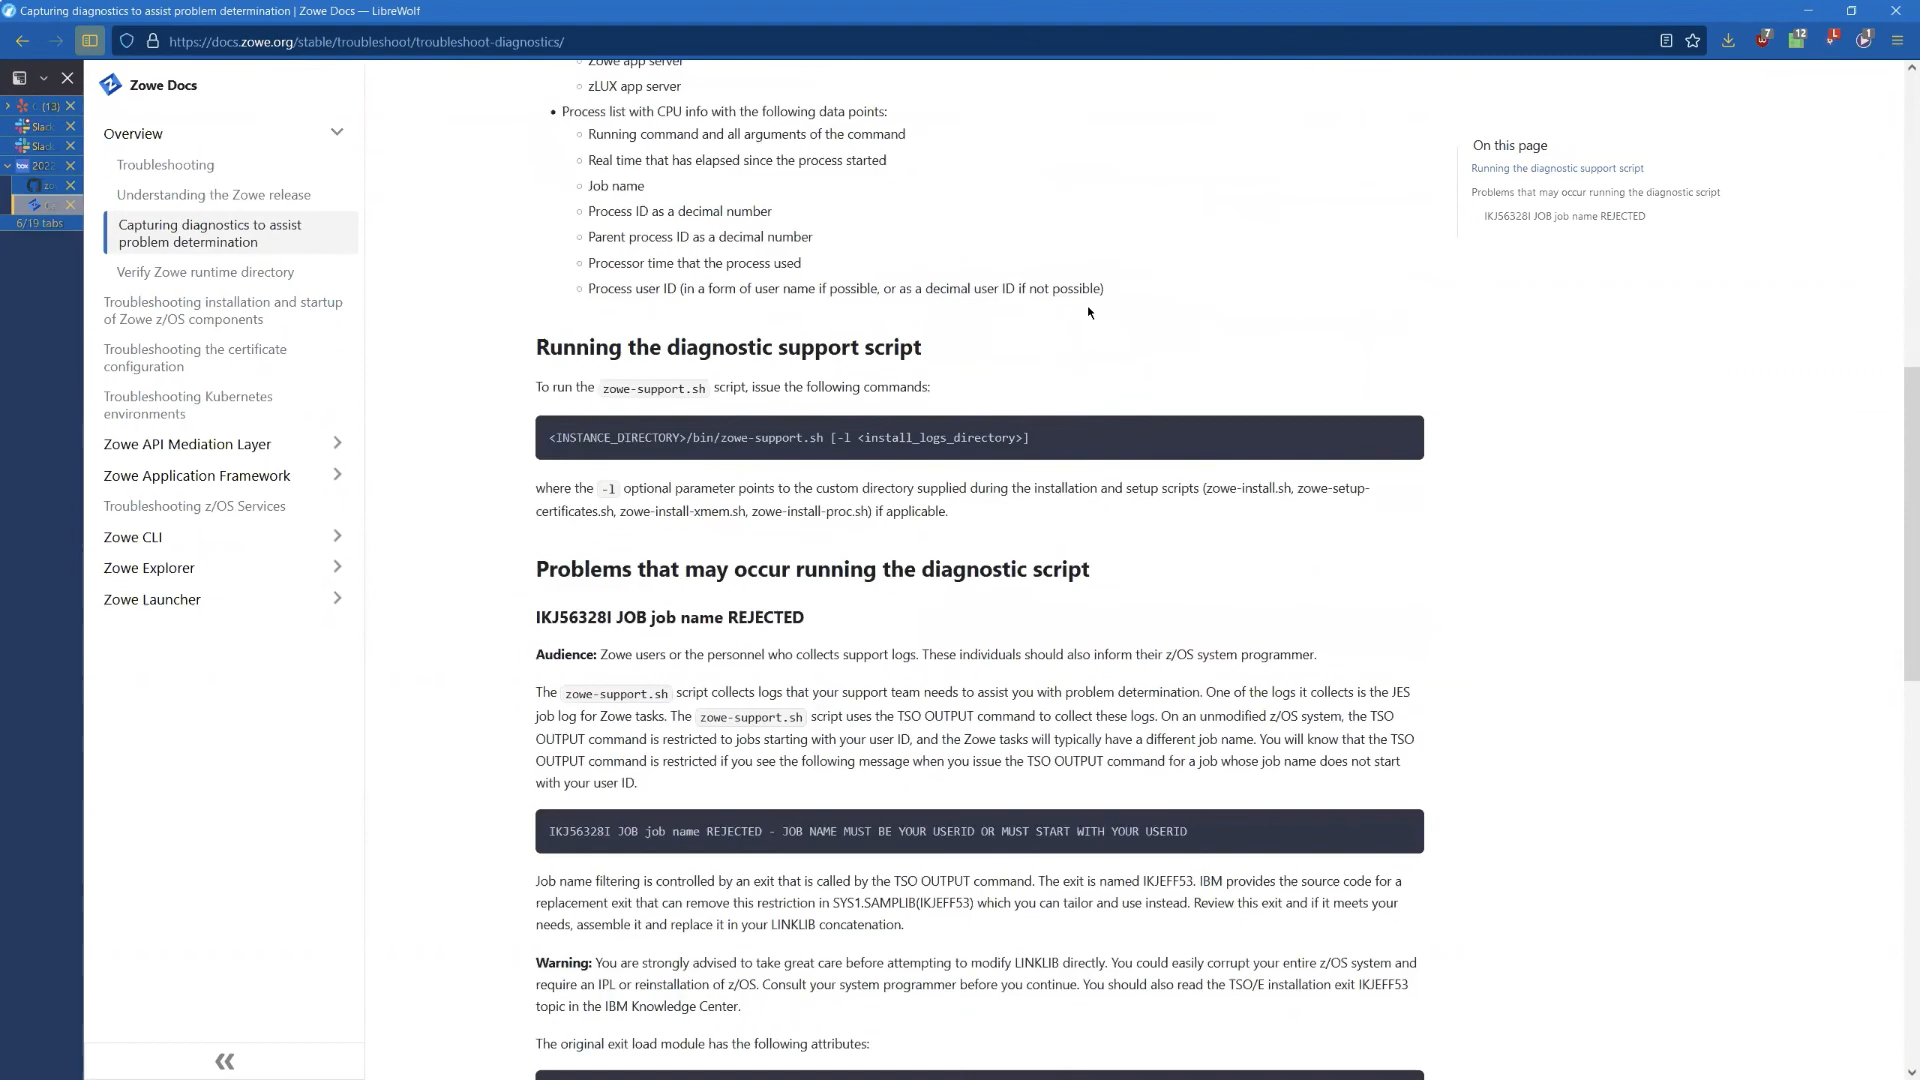 Capturing diagnostics to assist problem determination | Zowe Docs — LibreWolf
https://docs.zowe.org/stable/troubleshoot/troubleshoot-diagnostics/
7
12
L
1
(13)
Slack
Slack
box 2022
6/19 tabs
Zowe Docs
Overview
Troubleshooting
Understanding the Zowe release
Capturing diagnostics to assist
problem determination
Verify Zowe runtime directory
Troubleshooting installation and startup
of Zowe z/OS components
Troubleshooting the certificate
configuration
Troubleshooting Kubernetes
environments
Zowe API Mediation Layer
Zowe Application Framework
Troubleshooting z/OS Services
Zowe CLI
Zowe Explorer
Zowe Launcher
Zowe app server
zLUX app server
Process list with CPU info with the following data points:
Running command and all arguments of the command
Real time that has elapsed since the process started
Job name
Process ID as a decimal number
Parent process ID as a decimal number
Processor time that the process used
Process user ID (in a form of user name if possible, or as a decimal user ID if not possible)
Running the diagnostic support script
To run the zowe-support.sh script, issue the following commands:
<INSTANCE_DIRECTORY>/bin/zowe-support.sh [-l <install_logs_directory>]
where the -l optional parameter points to the custom directory supplied during the installation and setup scripts (zowe-install.sh, zowe-setup-
certificates.sh, zowe-install-xmem.sh, zowe-install-proc.sh) if applicable.
Problems that may occur running the diagnostic script
IKJ56328I JOB job name REJECTED
Audience: Zowe users or the personnel who collects support logs. These individuals should also inform their z/OS system programmer.
The zowe-support.sh script collects logs that your support team needs to assist you with problem determination. One of the logs it collects is the JES
job log for Zowe tasks. The zowe-support.sh script uses the TSO OUTPUT command to collect these logs. On an unmodified z/OS system, the TSO
OUTPUT command is restricted to jobs starting with your user ID, and the Zowe tasks will typically have a different job name. You will know that the TSO
OUTPUT command is restricted if you see the following message when you issue the TSO OUTPUT command for a job whose job name does not start
with your user ID.
IKJ56328I JOB job name REJECTED - JOB NAME MUST BE YOUR USERID OR MUST START WITH YOUR USERID
Job name filtering is controlled by an exit that is called by the TSO OUTPUT command. The exit is named IKJEFF53. IBM provides the source code for a
replacement exit that can remove this restriction in SYS1.SAMPLIB(IKJEFF53) which you can tailor and use instead. Review this exit and if it meets your
needs, assemble it and replace it in your LINKLIB concatenation.
Warning: You are strongly advised to take great care before attempting to modify LINKLIB directly. You could easily corrupt your entire z/OS system and
require an IPL or reinstallation of z/OS. Consult your system programmer before you continue. You should also read the TSO/E installation exit IKJEFF53
topic in the IBM Knowledge Center.
The original exit load module has the following attributes:
On this page
Running the diagnostic support script
Problems that may occur running the diagnostic script
IKJ56328I JOB job name REJECTED